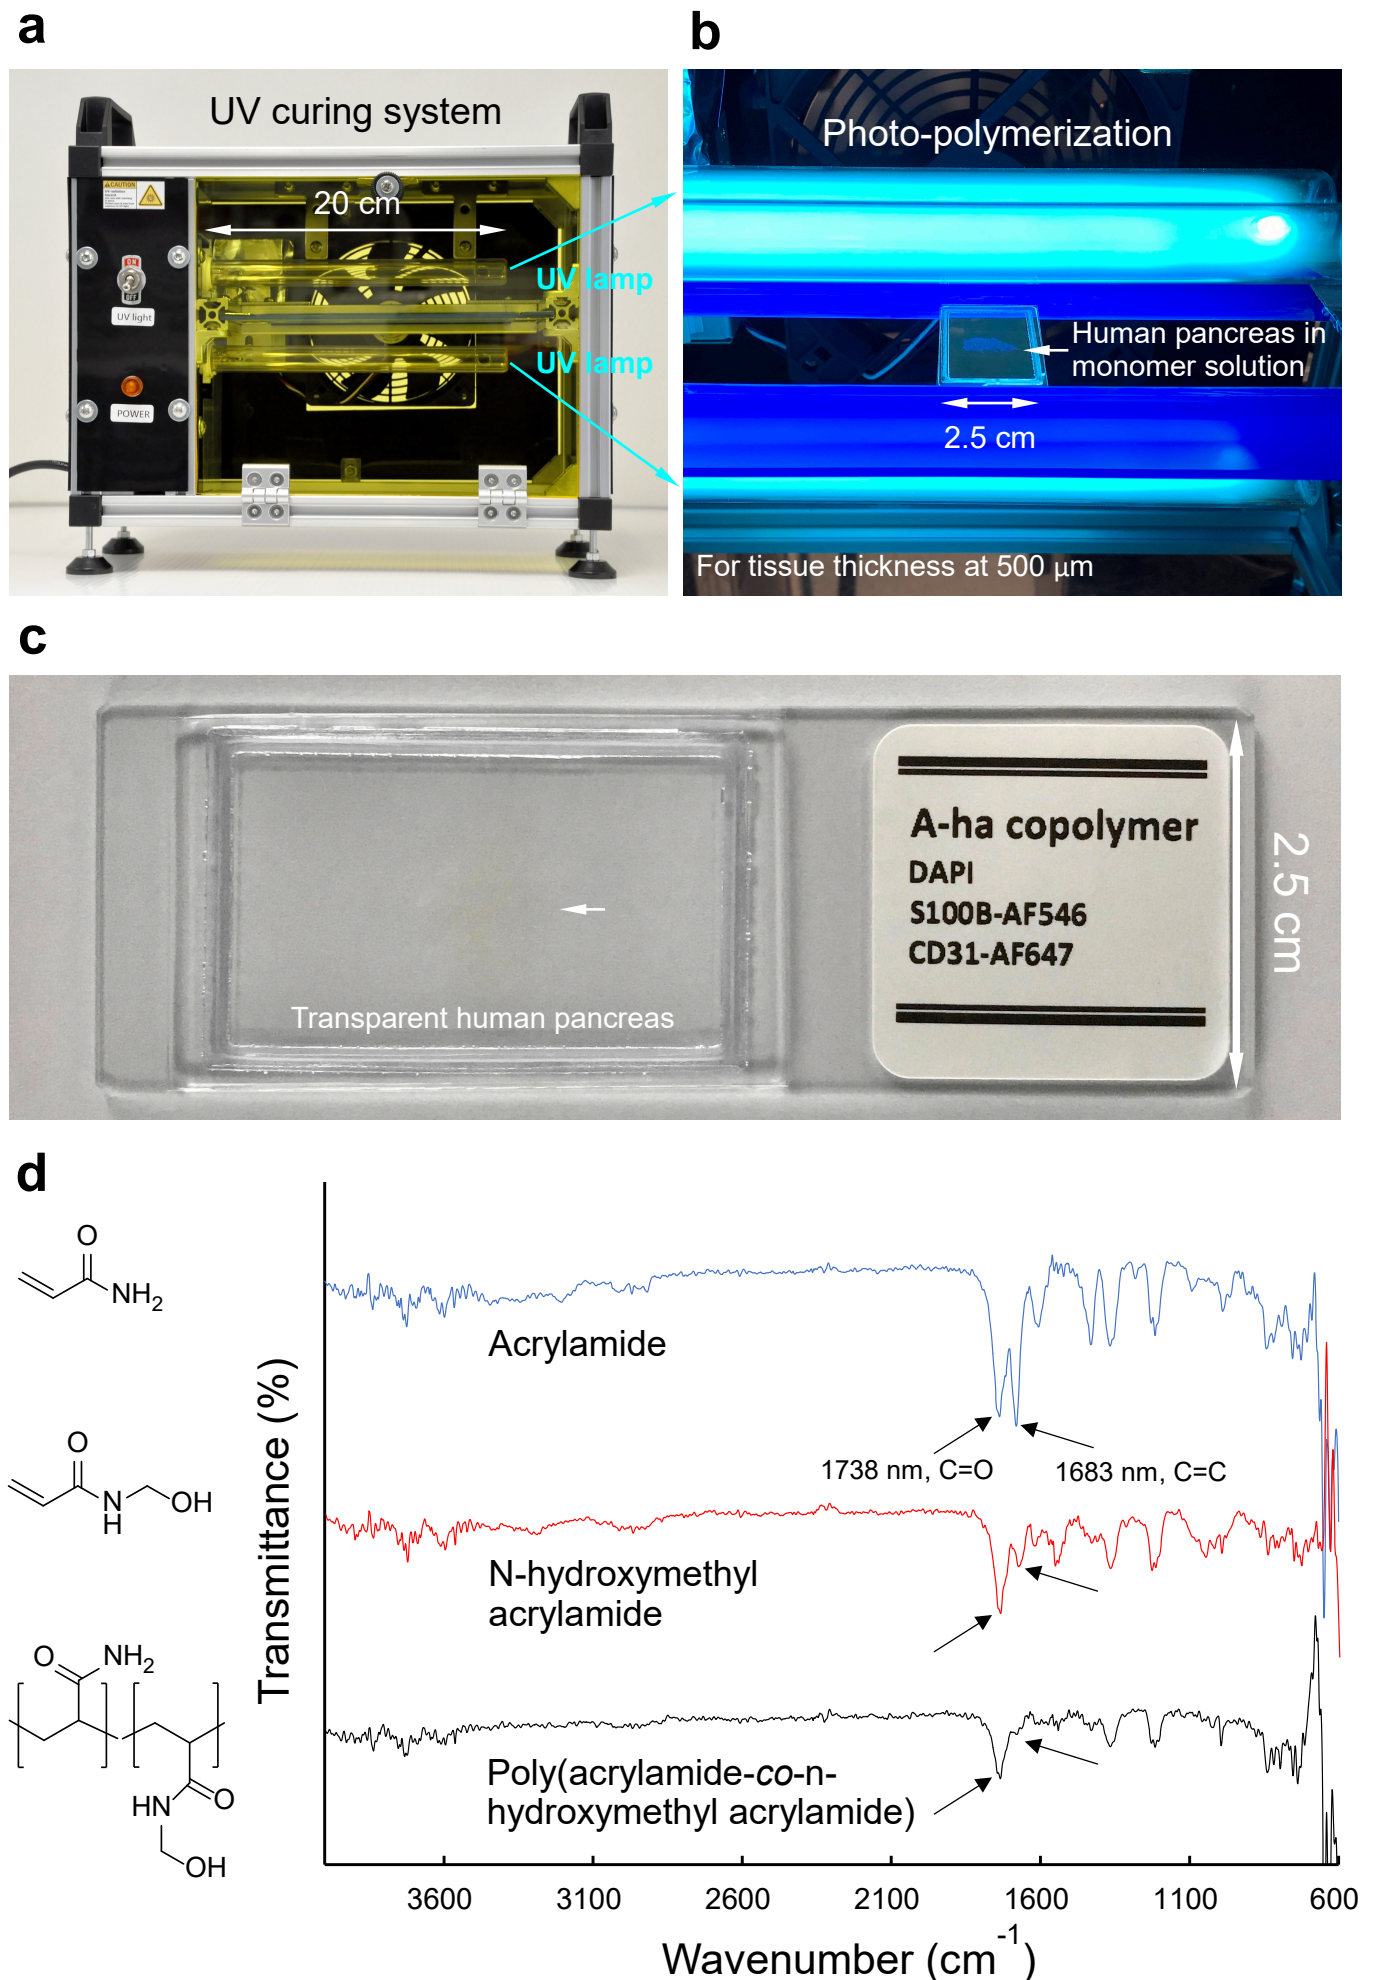 a
UV curing system
CAUTION
20 cm
ON
OFF
UV light
UV lamp
UV lamp
POWER
b
Photo-polymerization
Human pancreas in
monomer solution
2.5 cm
For tissue thickness at 500 μm
c
A-ha copolymer
DAPI
S100B-AF546
CD31-AF647
2.5 cm
Transparent human pancreas
d
O
NH2
Acrylamide
1738 nm, C=O
1683 nm, C=C
O
N
H
OH
N-hydroxymethyl
acrylamide
O
NH2
HN
O
OH
Poly(acrylamide-co-n-
hydroxymethyl acrylamide)
Transmittance (%)
3600 3100 2600 2100 1600 1100 600
Wavenumber (cm-1)